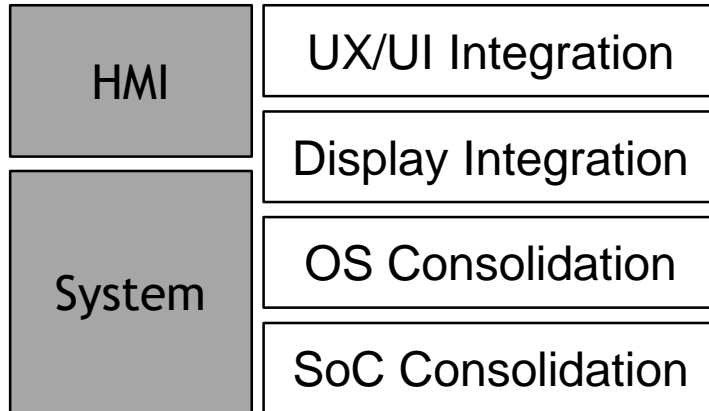 HMI
UX/UI Integration
Display Integration
System
OS Consolidation
SoC Consolidation